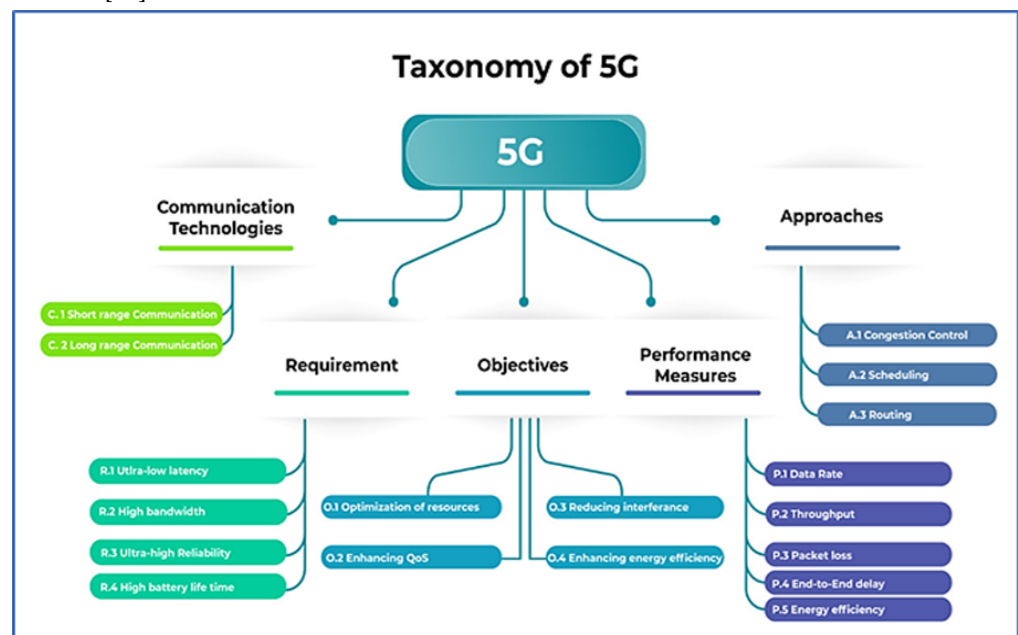 Taxonomy of 5G
5G
Communication
Technologies
C. 1 Short range Communication
C. 2 Long range Communication
Requirement
R.1 Utlra-low latency
R.2 High bandwidth
R.3 Ultra-high Reliability
R.4 High battery life time
Objectives
O.1 Optimization of resources
O.2 Enhancing QoS
O.3 Reducing interferance
O.4 Enhancing energy efficiency
Performance
Measures
P.1 Data Rate
P.2 Throughput
P.3 Packet loss
P.4 End-to-End delay
P.5 Energy efficiency
Approaches
A.1 Congestion Control
A.2 Scheduling
A.3 Routing